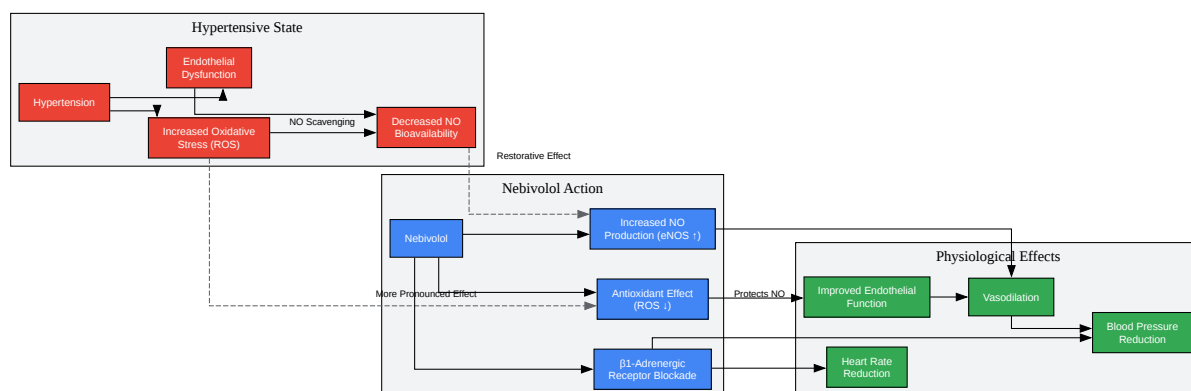 Hypertensive State
Endothelial
Dysfunction
Hypertension
Increased Oxidative
Stress (ROS)
NO Scavenging
Decreased NO
Bioavailability
Restorative Effect
Nebivolol Action
Nebivolol
Increased NO
Production (eNOS ↑)
More Pronounced Effect
Antioxidant Effect
(ROS ↓)
Protects NO
β1-Adrenergic
Receptor Blockade
Physiological Effects
Improved Endothelial
Function
Vasodilation
Blood Pressure
Reduction
Heart Rate
Reduction